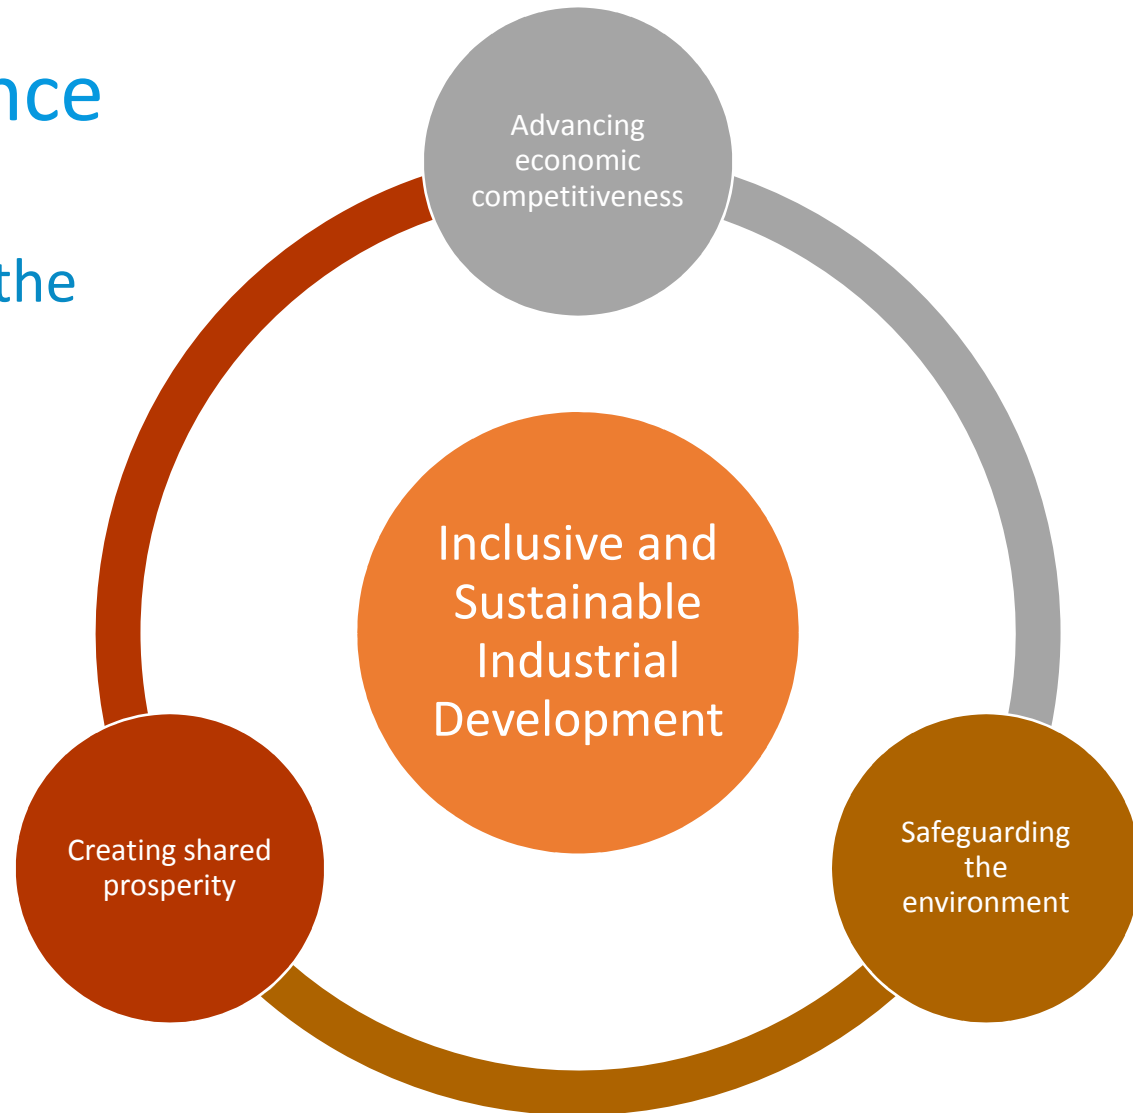 nce
the
Advancing
economic
competitiveness
Inclusive and
Sustainable
Industrial
Development
Creating shared
prosperity
Safeguarding
the
environment